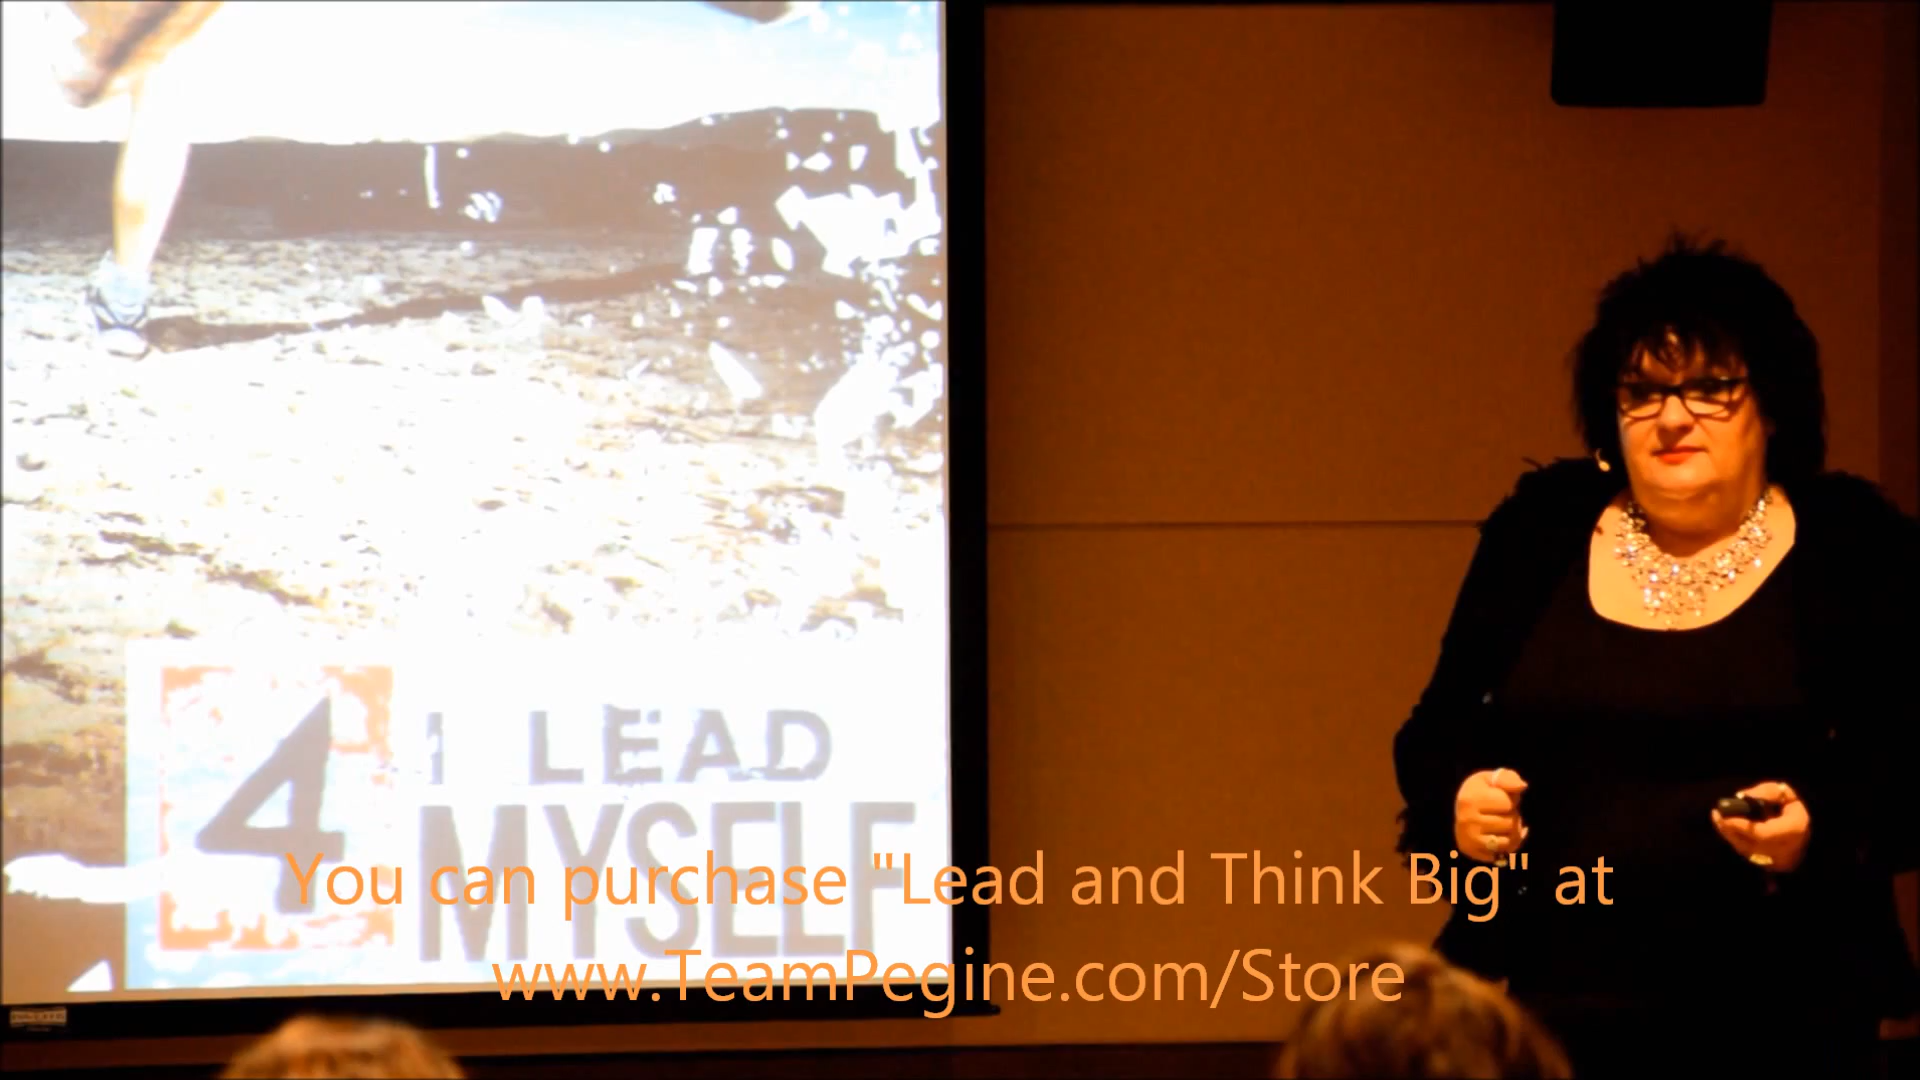 4 I LEAD
MYSELF
You can purchase "Lead and Think Big" at
www.TeamPegine.com/Store